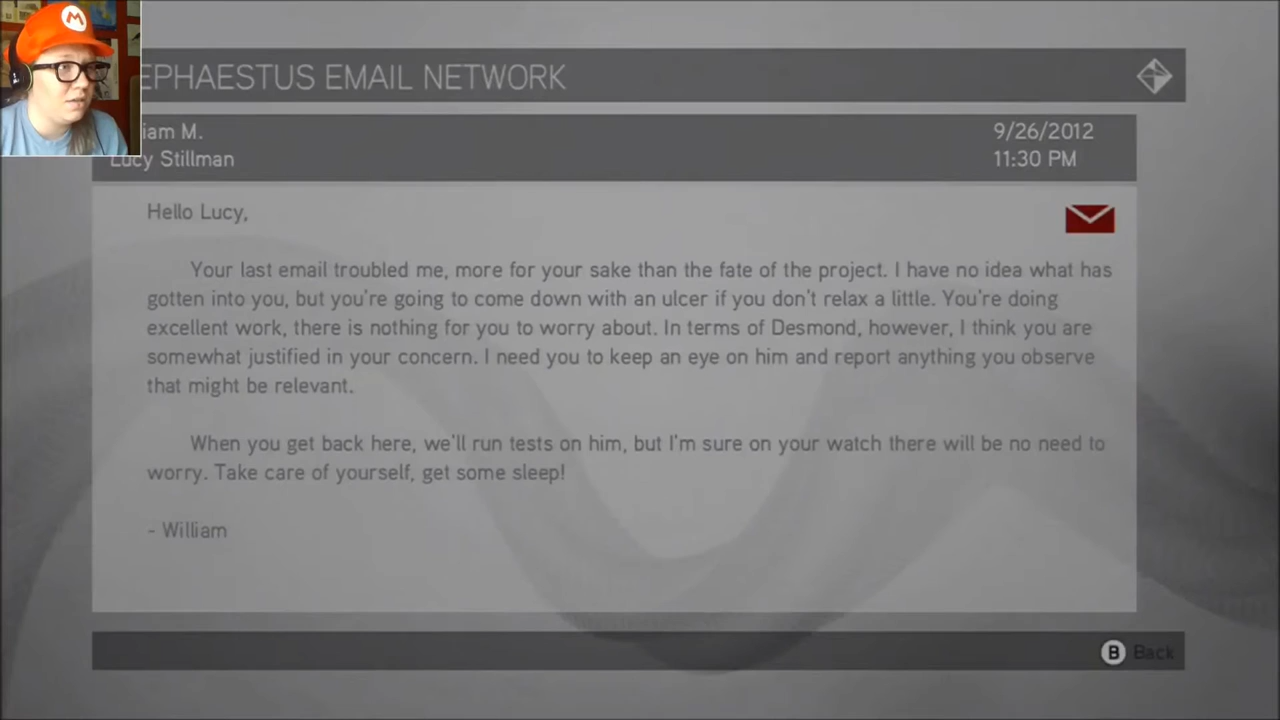 M
EPHAESTUS EMAIL NETWORK
iam M.
9/26/2012
Lucy Stillman
11:30 PM
Hello Lucy,
Your last email troubled me, more for your sake than the fate of the project. I have no idea what has
gotten into you, but you're going to come down with an ulcer if you don't relax a little. You're doing
excellent work, there is nothing for you to worry about. In terms of Desmond, however, I think you are
somewhat justified in your concern. I need you to keep an eye on him and report anything you observe
that might be relevant.
When you get back here, we'll run tests on him, but I'm sure on your watch there will be no need to
worry. Take care of yourself, get some sleep!
- William
B Back